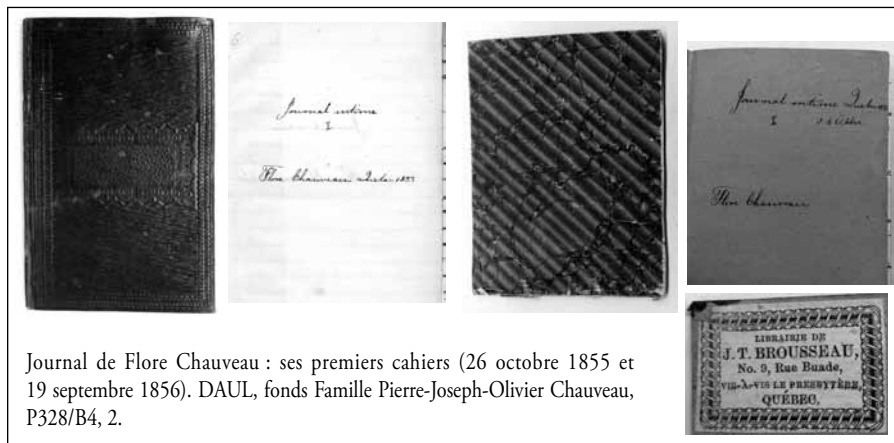 6
Journal intime
I
Flore Chauveau Québec 1855
Journal intime Québec
I
Flore Chauveau
LIBRAIRIE DE
J. T. BROUSSEAU,
No. 9, Rue Buade,
VIS-À-VIS LE PRESBYTÈRE,
QUÉBEC.
Journal de Flore Chauveau : ses premiers cahiers (26 octobre 1855 et
19 septembre 1856). DAUL, fonds Famille Pierre-Joseph-Olivier Chauveau,
P328/B4, 2.